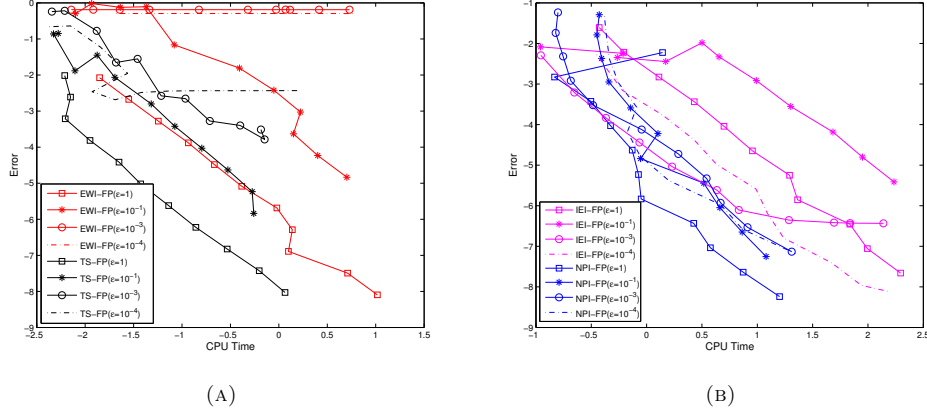 0
-1
-2
-3
-4
-5
-6
-7
-8
-9
Error
EWI-FP(ε=1)
EWI-FP(ε=10⁻¹)
EWI-FP(ε=10⁻³)
EWI-FP(ε=10⁻⁴)
TS-FP(ε=1)
TS-FP(ε=10⁻¹)
TS-FP(ε=10⁻³)
TS-FP(ε=10⁻⁴)
-2.5 -2 -1.5 -1 -0.5 0 0.5 1 1.5
CPU Time
(A)
-1
-2
-3
-4
-5
-6
-7
-8
-9
Error
IEI-FP(ε=1)
IEI-FP(ε=10⁻¹)
IEI-FP(ε=10⁻³)
IEI-FP(ε=10⁻⁴)
NPI-FP(ε=1)
NPI-FP(ε=10⁻¹)
NPI-FP(ε=10⁻³)
NPI-FP(ε=10⁻⁴)
-1 -0.5 0 0.5 1 1.5 2 2.5
CPU Time
(B)